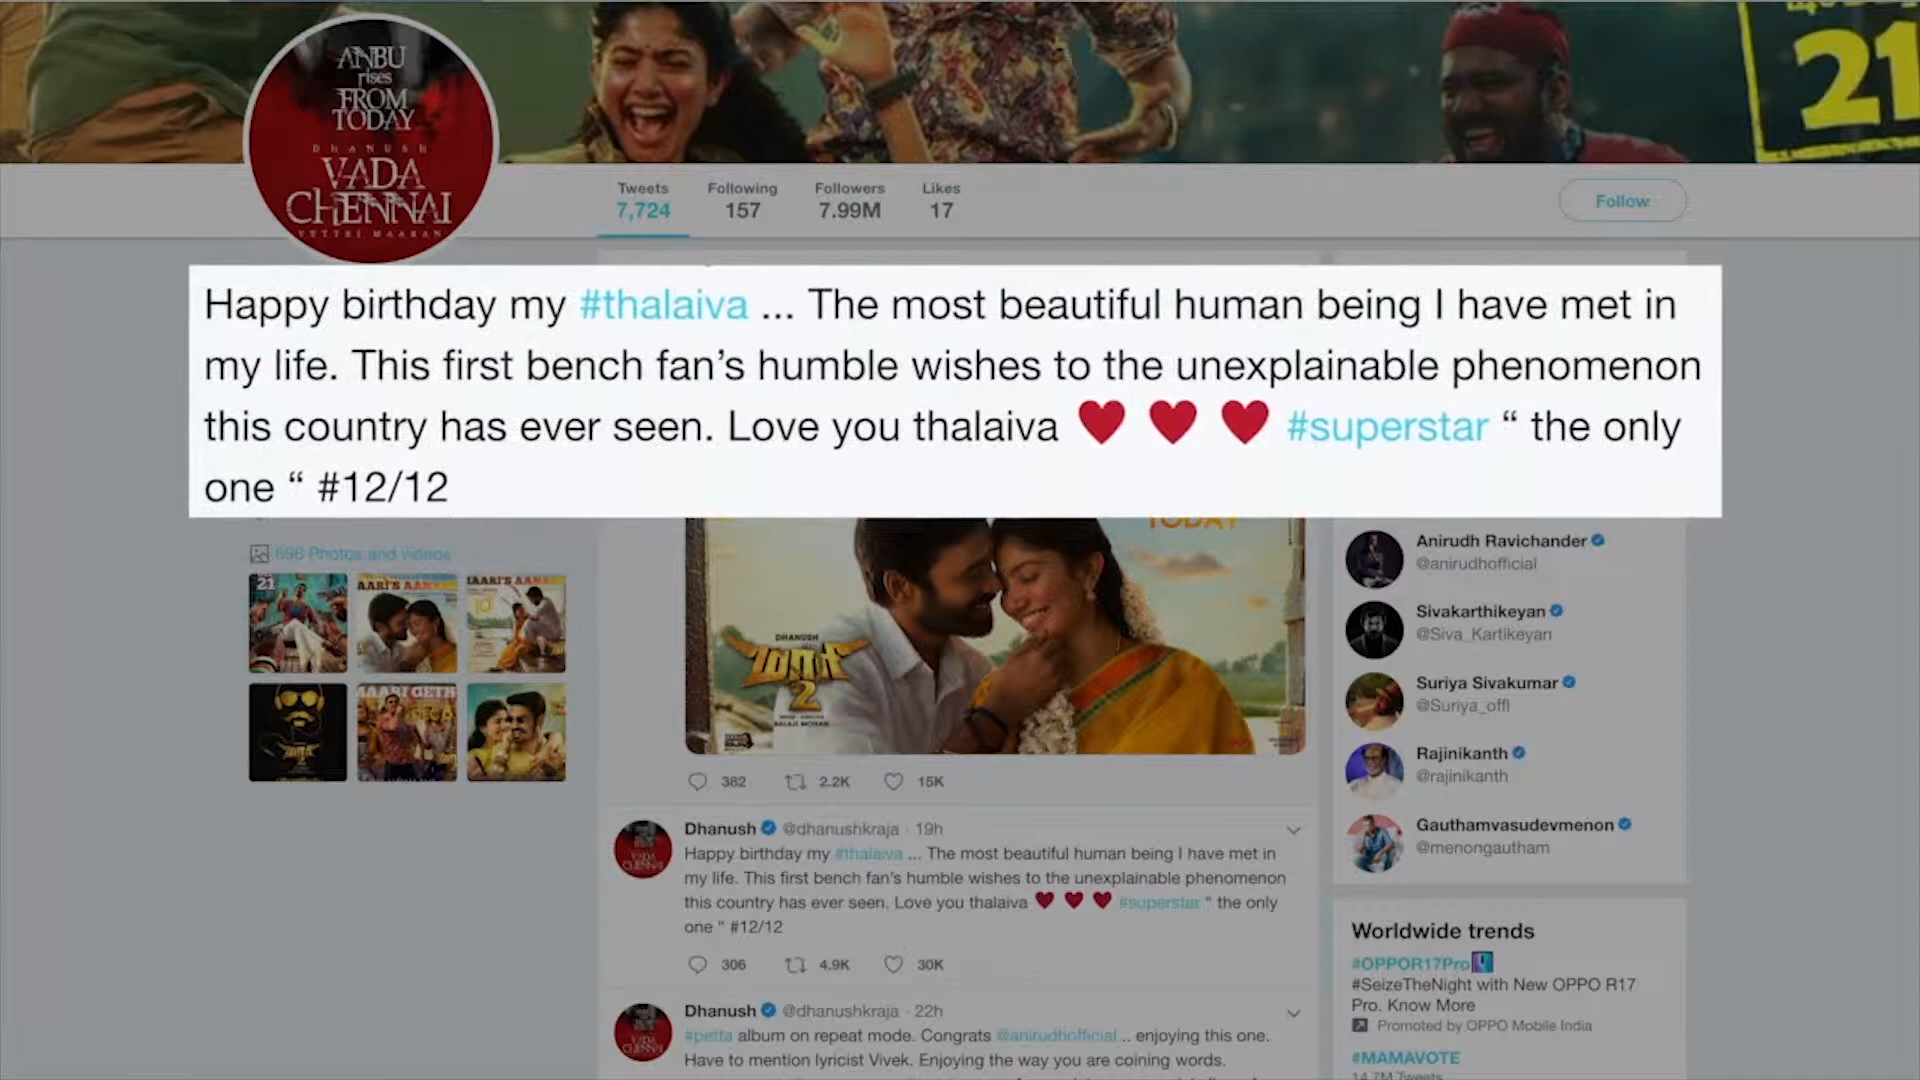 ANBU
rises
FROM
TODAY
DHANUSH
VADA
CHENNAI
VETTRI MAARAN
21
Tweets
7,724
Following
157
Followers
7.99M
Likes
17
Follow
Happy birthday my #thalaiva ... The most beautiful human being I have met in
my life. This first bench fan’s humble wishes to the unexplainable phenomenon
this country has ever seen. Love you thalaiva ♥ ♥ ♥ #superstar “ the only
one “ #12/12
696 Photos and videos
21
MAARI GETH
TODAY
DHANUSH
மாரி
2
BALAJI MOHAN
382 2.2K 15K
Dhanush @dhanushkraja · 19h
Happy birthday my #thalaiva ... The most beautiful human being I have met in
my life. This first bench fan’s humble wishes to the unexplainable phenomenon
this country has ever seen. Love you thalaiva ♥ ♥ ♥ #superstar “ the only
one “ #12/12
306 4.9K 30K
Dhanush @dhanushkraja · 22h
#petta album on repeat mode. Congrats @anirudhofficial .. enjoying this one.
Have to mention lyricist Vivek. Enjoying the way you are coining words.
Anirudh Ravichander
@anirudhofficial
Sivakarthikeyan
@Siva_Kartikeyan
Suriya Sivakumar
@Suriya_offl
Rajinikanth
@rajinikanth
Gauthamvasudevmenon
@menongautham
Worldwide trends
#OPPOR17Pro
#SeizeTheNight with New OPPO R17
Pro. Know More
Promoted by OPPO Mobile India
#MAMAVOTE
14.7M Tweets